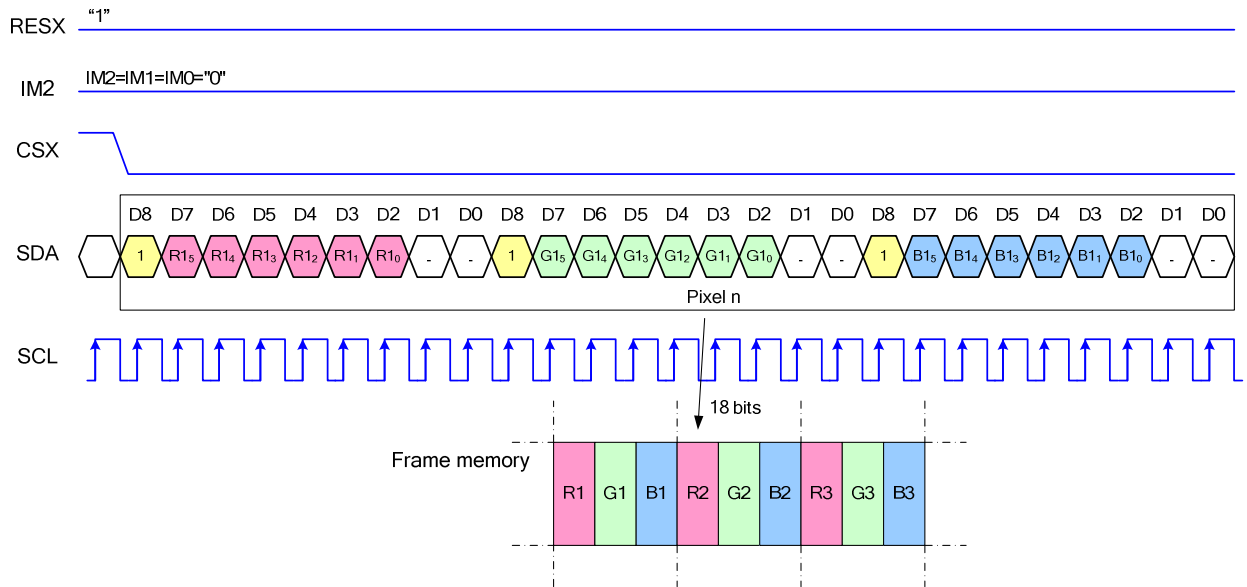 RESX “1”
IM2 IM2=IM1=IM0="0"
CSX
D8 D7 D6 D5 D4 D3 D2 D1 D0 D8 D7 D6 D5 D4 D3 D2 D1 D0 D8 D7 D6 D5 D4 D3 D2 D1 D0
SDA 1 R15 R14 R13 R12 R11 R10 - - 1 G15 G14 G13 G12 G11 G10 - - 1 B15 B14 B13 B12 B11 B10 - -
Pixel n
SCL
18 bits
Frame memory
R1 G1 B1 R2 G2 B2 R3 G3 B3